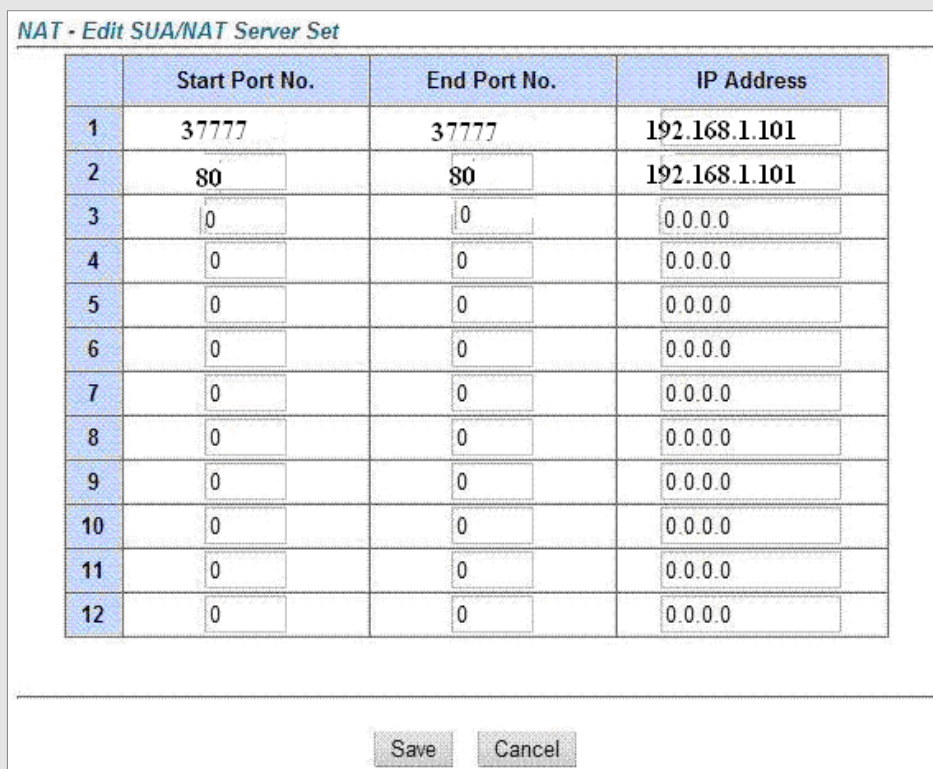 NAT - Edit SUA/NAT Server Set
Start Port No. End Port No. IP Address
1 37777 37777 192.168.1.101
2 80 80 192.168.1.101
3 0 0 0.0.0.0
4 0 0 0.0.0.0
5 0 0 0.0.0.0
6 0 0 0.0.0.0
7 0 0 0.0.0.0
8 0 0 0.0.0.0
9 0 0 0.0.0.0
10 0 0 0.0.0.0
11 0 0 0.0.0.0
12 0 0 0.0.0.0
Save Cancel